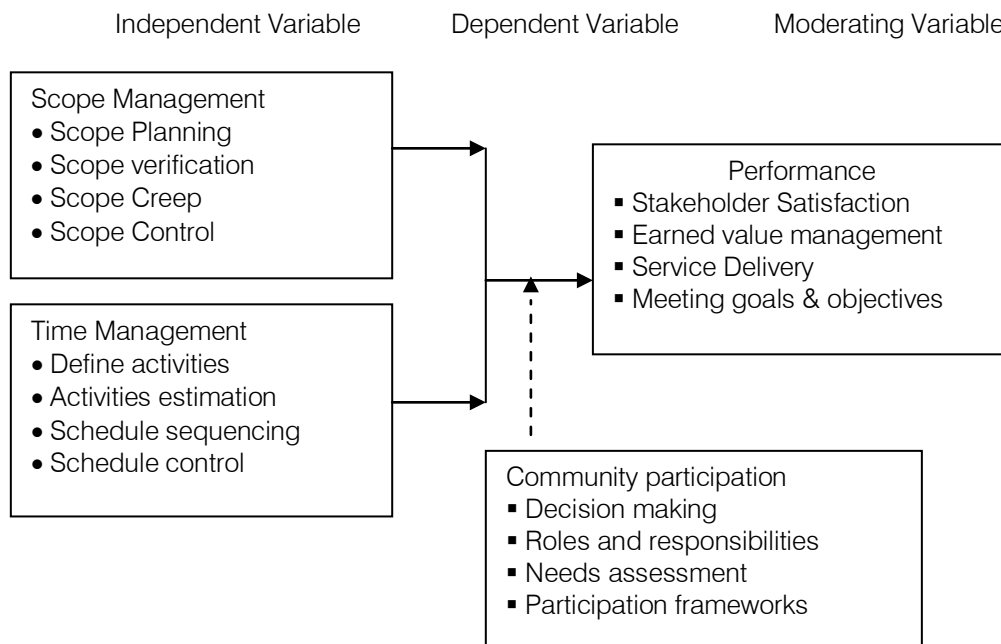 Independent Variable Dependent Variable Moderating Variable
Scope Management
• Scope Planning
• Scope verification
• Scope Creep
• Scope Control
Performance
▪ Stakeholder Satisfaction
▪ Earned value management
▪ Service Delivery
▪ Meeting goals & objectives
Time Management
• Define activities
• Activities estimation
• Schedule sequencing
• Schedule control
Community participation
▪ Decision making
▪ Roles and responsibilities
▪ Needs assessment
▪ Participation frameworks